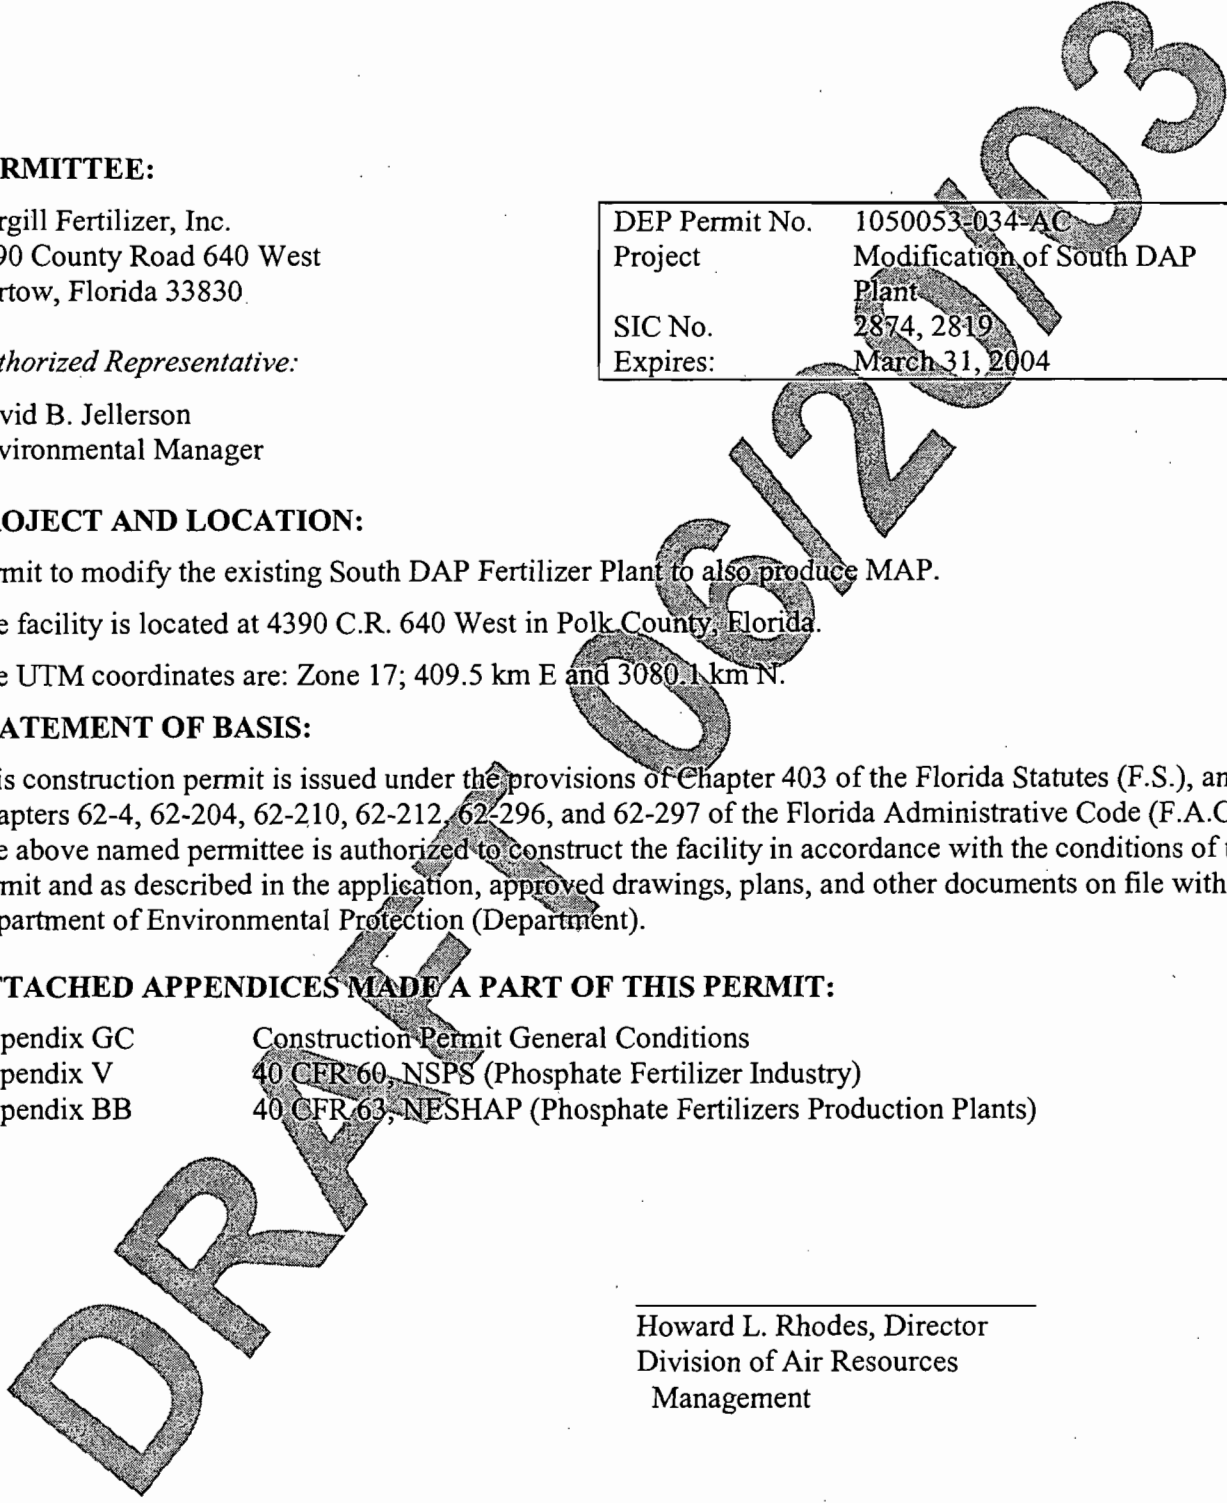 RMITTEE:
rgill Fertilizer, Inc.
90 County Road 640 West
rtow, Florida 33830
thorized Representative:
vid B. Jellerson
vironmental Manager
DEP Permit No. 1050053-034-AC
Project Modification of South DAP
Plant
SIC No. 2874, 2819
Expires: March 31, 2004
OJECT AND LOCATION:
rmit to modify the existing South DAP Fertilizer Plant to also produce MAP.
e facility is located at 4390 C.R. 640 West in Polk County, Florida.
e UTM coordinates are: Zone 17; 409.5 km E and 3080.1 km N.
ATEMENT OF BASIS:
is construction permit is issued under the provisions of Chapter 403 of the Florida Statutes (F.S.), an
apters 62-4, 62-204, 62-210, 62-212, 62-296, and 62-297 of the Florida Administrative Code (F.A.C
e above named permittee is authorized to construct the facility in accordance with the conditions of t
rmit and as described in the application, approved drawings, plans, and other documents on file with
partment of Environmental Protection (Department).
TACHED APPENDICES MADE A PART OF THIS PERMIT:
pendix GC Construction Permit General Conditions
pendix V 40 CFR 60, NSPS (Phosphate Fertilizer Industry)
pendix BB 40 CFR 63, NESHAP (Phosphate Fertilizers Production Plants)
Howard L. Rhodes, Director
Division of Air Resources
Management
DRAFT 06/20/03